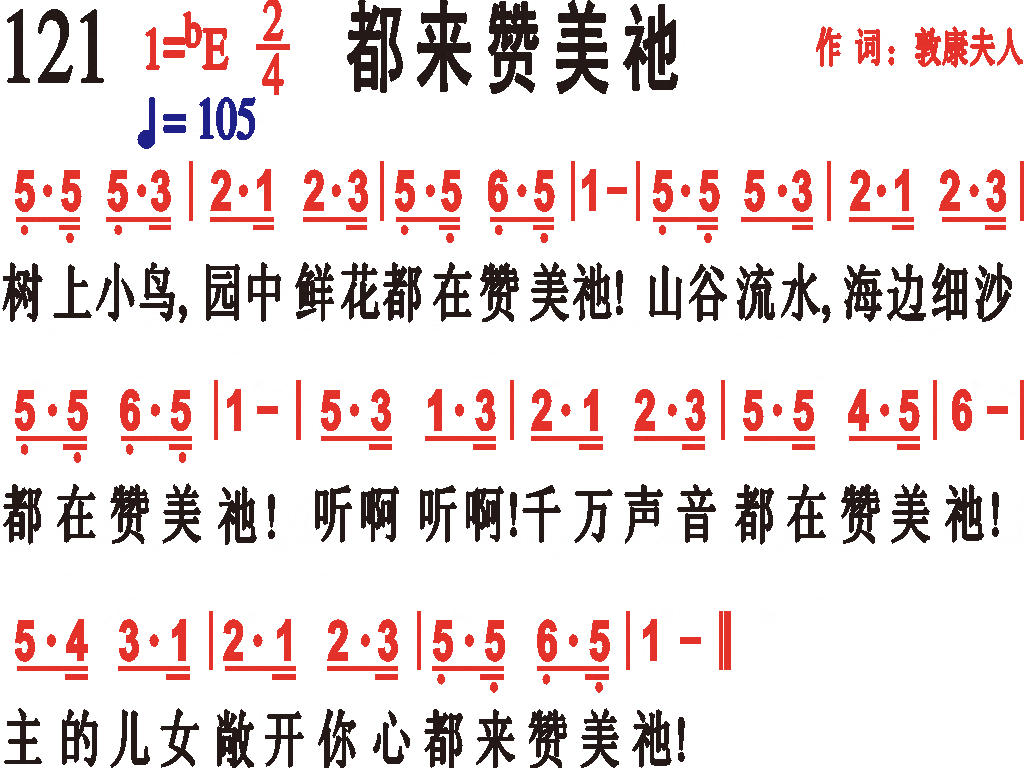 121 1=ᵇE 2/4 都来赞美祂 作 词：敦康夫人
♩= 105
5·5 5·3 | 2·1 2·3 | 5·5 6·5 | 1 – | 5·5 5·3 | 2·1 2·3 |
树上小鸟,园中鲜花都在赞美祂! 山谷流水,海边细沙
5·5 6·5 | 1 – | 5·3 1·3 | 2·1 2·3 | 5·5 4·5 | 6 – |
都在赞美祂! 听啊听啊!千万声音都在赞美祂!
5·4 3·1 | 2·1 2·3 | 5·5 6·5 | 1 – ‖
主的儿女敞开你心都来赞美祂!